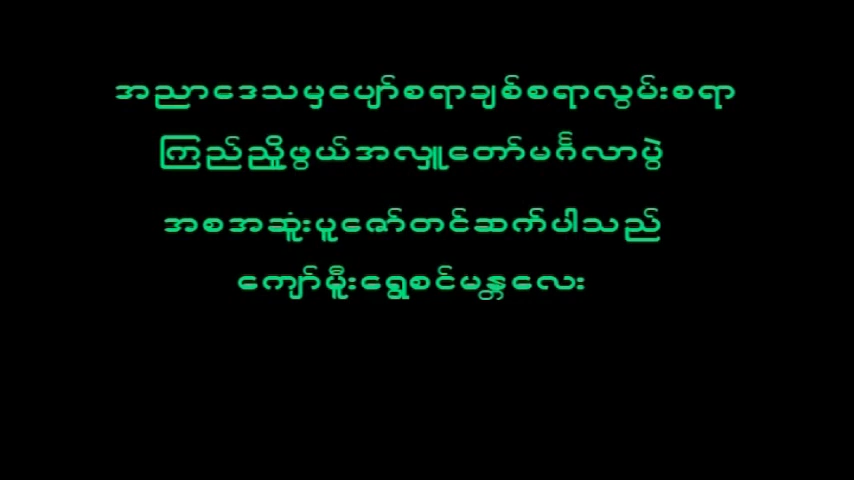 အညာဒေသမှပျော်စရာချစ်စရာလွမ်းစရာ
ကြည်ညှို့ဖွယ်အလှူတော်မင်္ဂလာပွဲ
အစအဆုံးပူဇော်တင်ဆက်ပါသည်
ကျော်မှီးရွှေစင်မန္တလေး